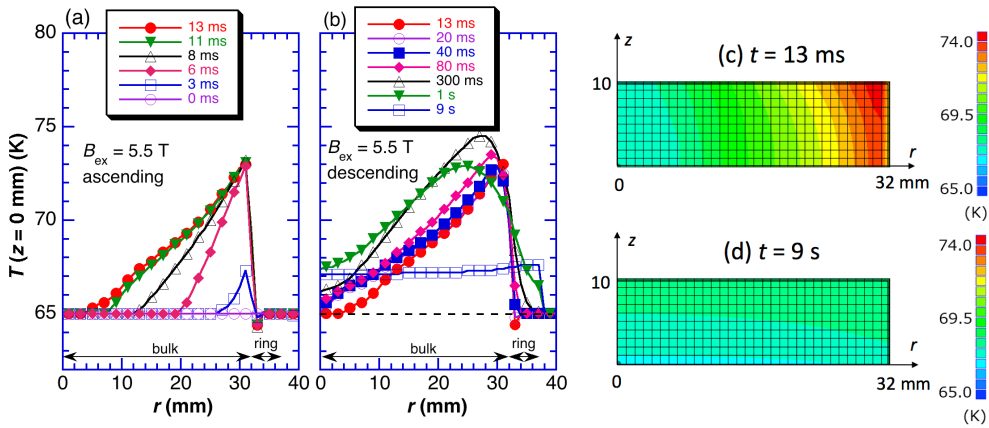 (a)
13 ms
11 ms
8 ms
6 ms
3 ms
0 ms
B_ex = 5.5 T
ascending
bulk
ring
80
75
70
65
0 10 20 30 40
r (mm)
T (z = 0 mm) (K)
(b)
13 ms
20 ms
40 ms
80 ms
300 ms
1 s
9 s
B_ex = 5.5 T
descending
bulk
ring
0 10 20 30 40
r (mm)
(c) t = 13 ms
z
10
r
0
32 mm
74.0
69.5
65.0
(K)
(d) t = 9 s
z
10
r
0
32 mm
74.0
69.5
65.0
(K)